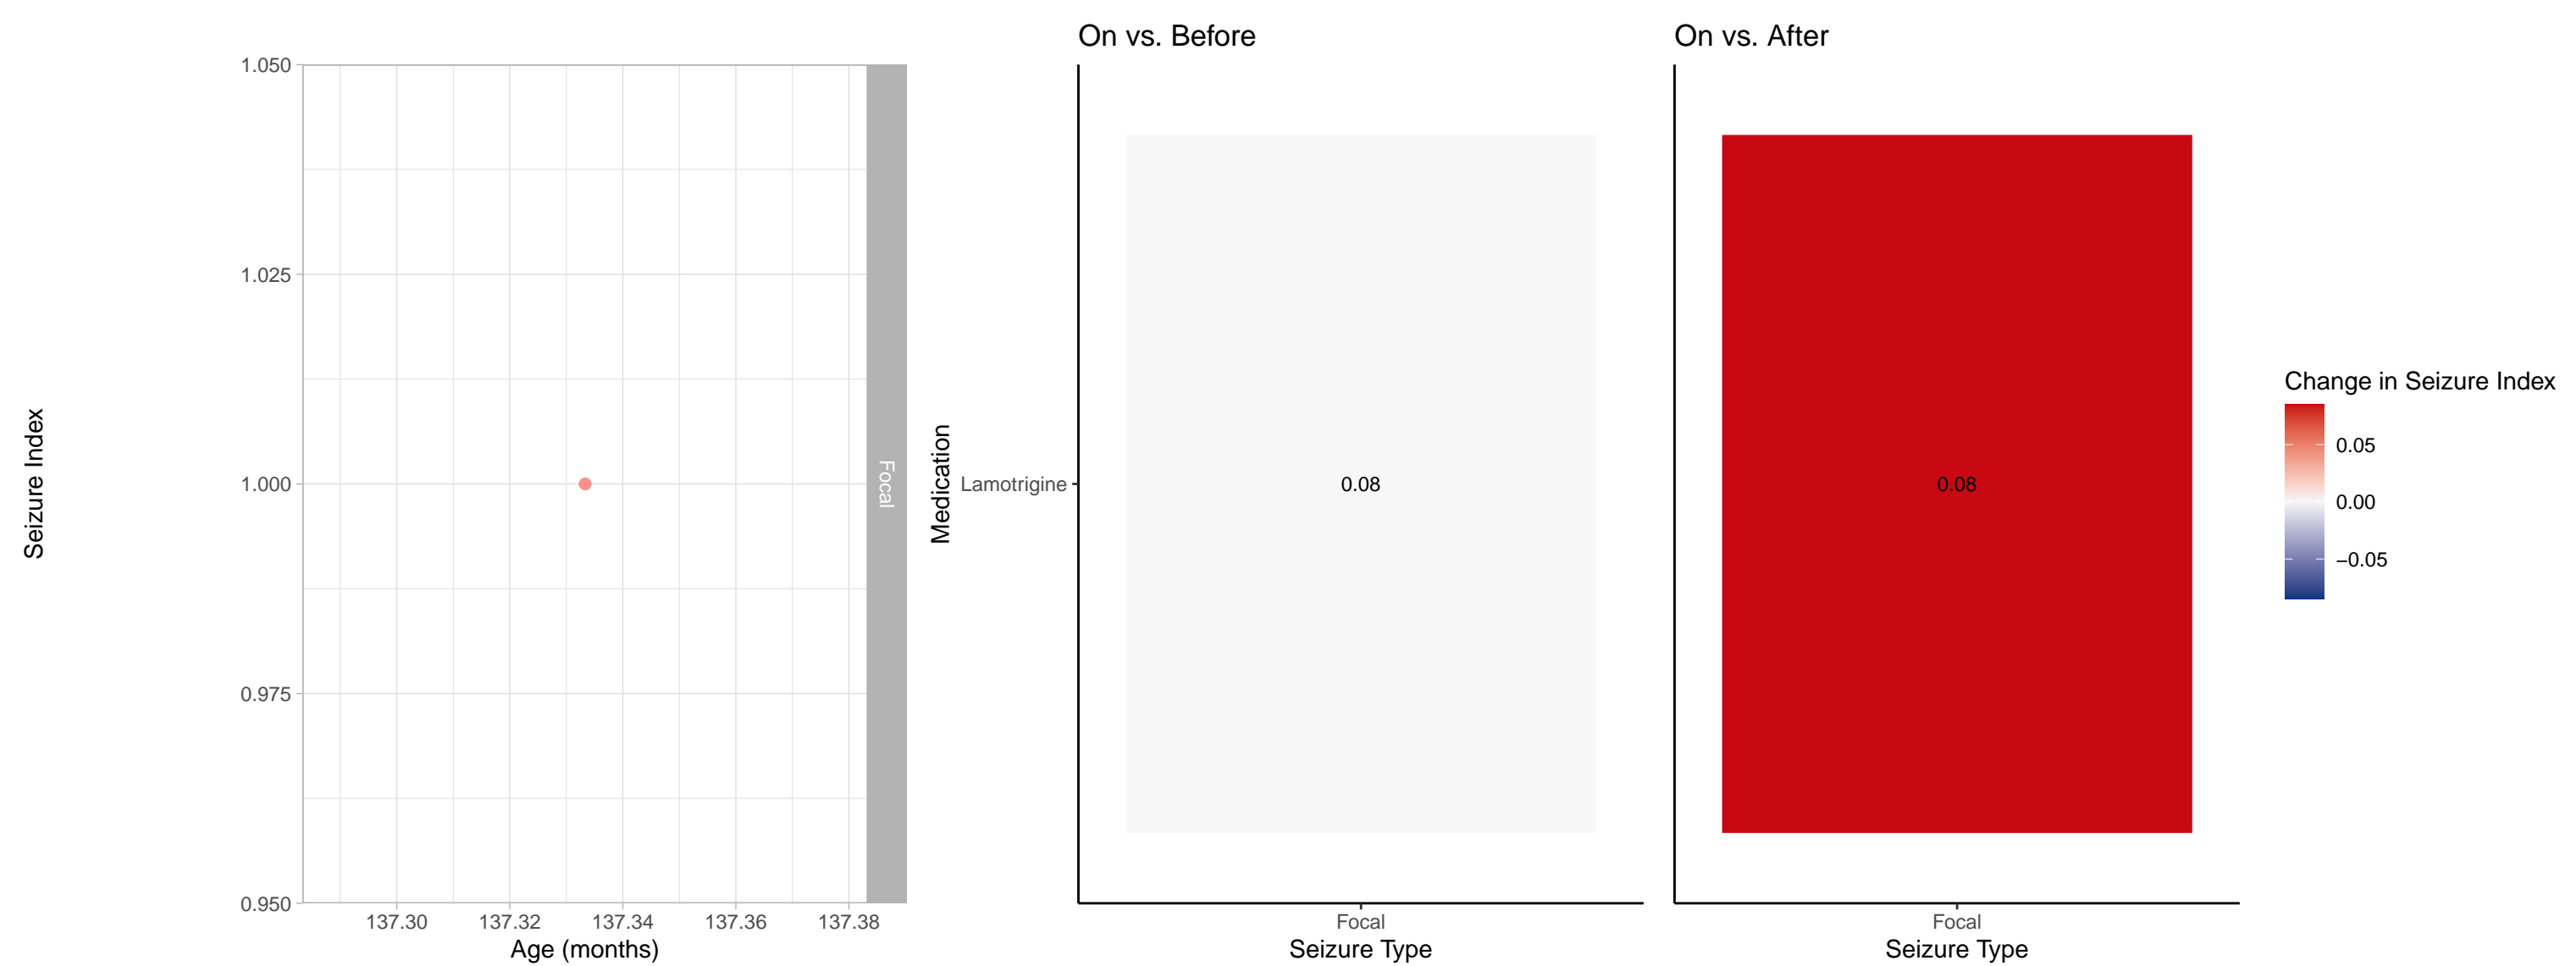 On vs. Before
On vs. After
1.050
1.025
1.000
0.975
0.950
Seizure Index
137.30
137.32
137.34
137.36
137.38
Age (months)
Focal
Medication
Lamotrigine
0.08
Focal
Seizure Type
0.08
Focal
Seizure Type
Change in Seizure Index
0.05
0.00
−0.05